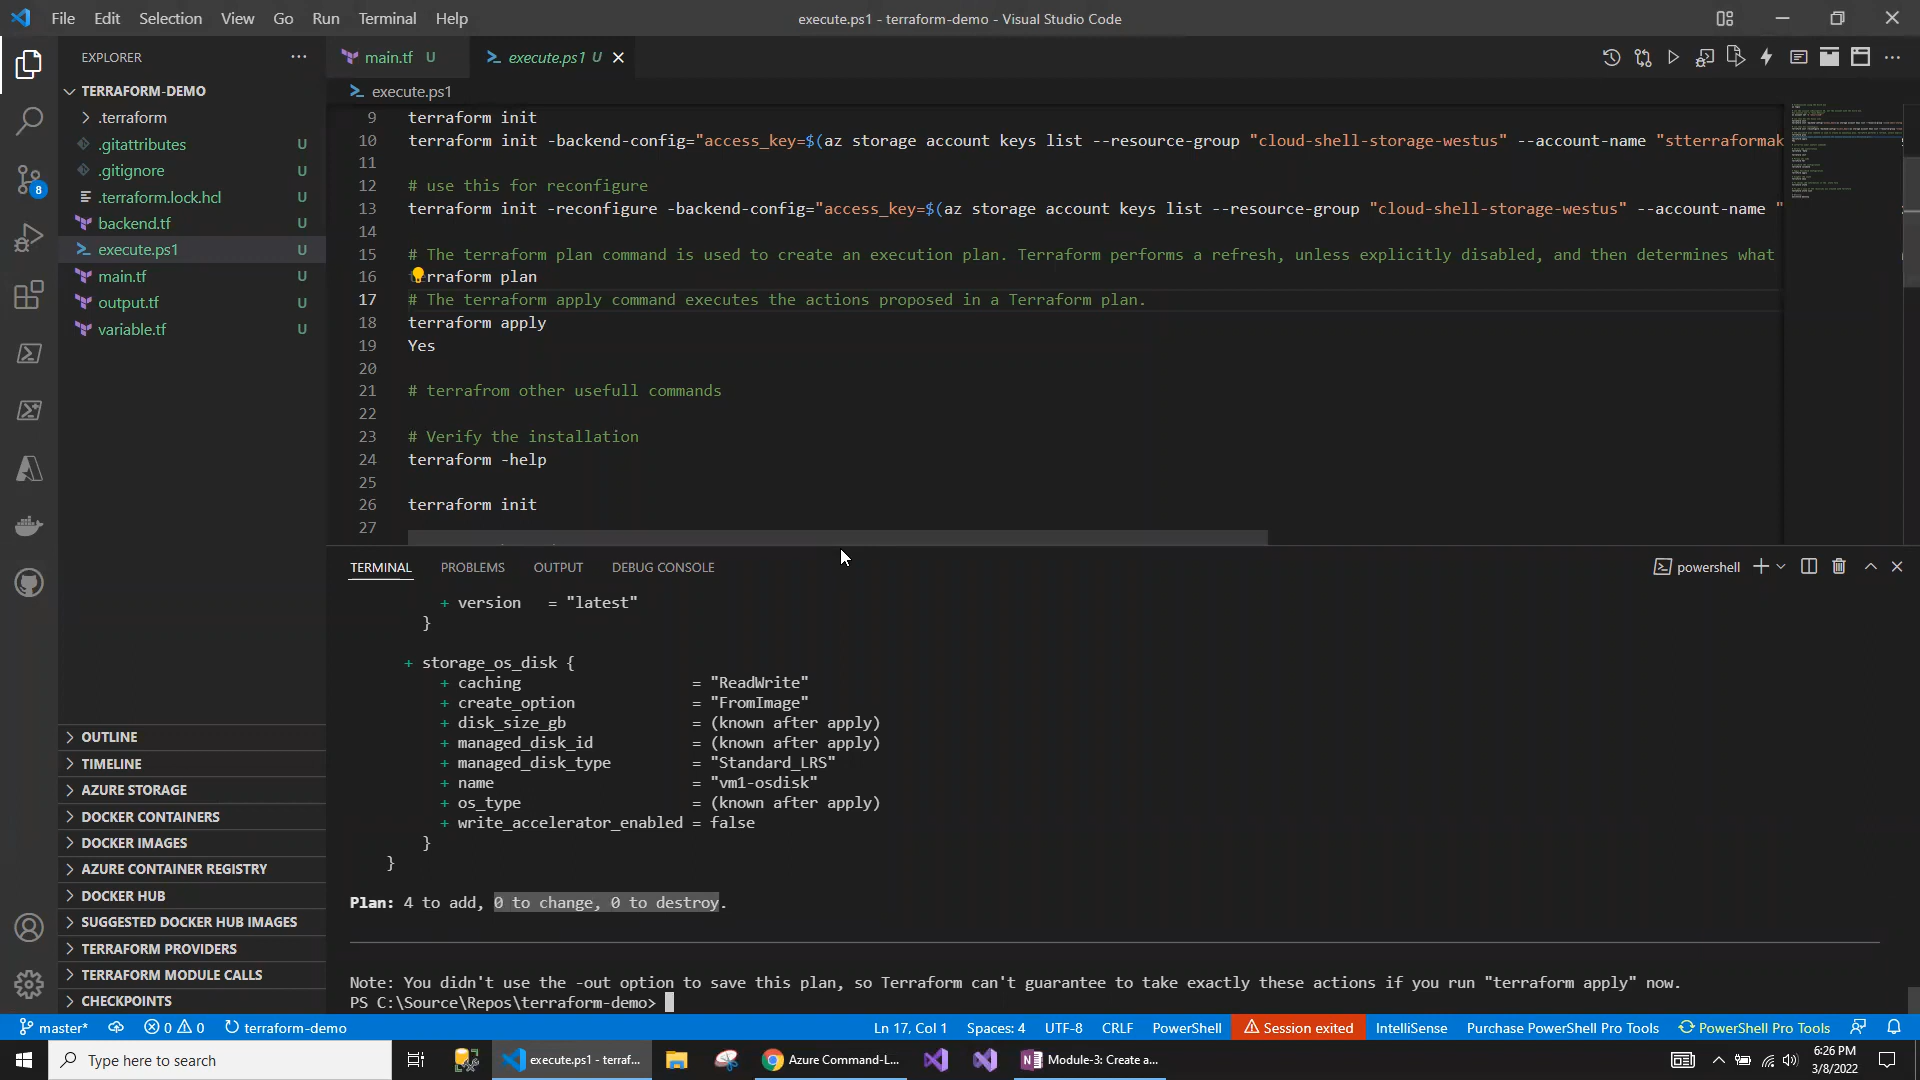 File Edit Selection View Go Run Terminal Help
execute.ps1 - terraform-demo - Visual Studio Code
EXPLORER
TERRAFORM-DEMO
.terraform
.gitattributes U
.gitignore U
.terraform.lock.hcl U
backend.tf U
execute.ps1 U
main.tf U
output.tf U
variable.tf U
OUTLINE
TIMELINE
AZURE STORAGE
DOCKER CONTAINERS
DOCKER IMAGES
AZURE CONTAINER REGISTRY
DOCKER HUB
SUGGESTED DOCKER HUB IMAGES
TERRAFORM PROVIDERS
TERRAFORM MODULE CALLS
CHECKPOINTS
8
main.tf U execute.ps1 U
execute.ps1
9 terraform init
10 terraform init -backend-config="access_key=$(az storage account keys list --resource-group "cloud-shell-storage-westus" --account-name "stterraformak
11
12 # use this for reconfigure
13 terraform init -reconfigure -backend-config="access_key=$(az storage account keys list --resource-group "cloud-shell-storage-westus" --account-name "
14
15 # The terraform plan command is used to create an execution plan. Terraform performs a refresh, unless explicitly disabled, and then determines what
16 terraform plan
17 # The terraform apply command executes the actions proposed in a Terraform plan.
18 terraform apply
19 Yes
20
21 # terrafrom other usefull commands
22
23 # Verify the installation
24 terraform -help
25
26 terraform init
27
TERMINAL PROBLEMS OUTPUT DEBUG CONSOLE
powershell
+ version = "latest"
}
+ storage_os_disk {
+ caching = "ReadWrite"
+ create_option = "FromImage"
+ disk_size_gb = (known after apply)
+ managed_disk_id = (known after apply)
+ managed_disk_type = "Standard_LRS"
+ name = "vm1-osdisk"
+ os_type = (known after apply)
+ write_accelerator_enabled = false
}
}
Plan: 4 to add, 0 to change, 0 to destroy.
Note: You didn't use the -out option to save this plan, so Terraform can't guarantee to take exactly these actions if you run "terraform apply" now.
PS C:\Source\Repos\terraform-demo>
master* 0 0 terraform-demo
Ln 17, Col 1 Spaces: 4 UTF-8 CRLF PowerShell Session exited IntelliSense Purchase PowerShell Pro Tools PowerShell Pro Tools
Type here to search
execute.ps1 - terraf...
Azure Command-L...
Module-3: Create a...
6:26 PM
3/8/2022